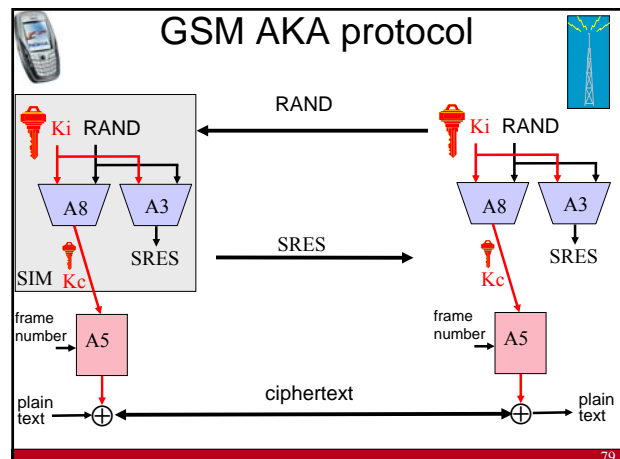 GSM AKA protocol
NOKIA
RAND
Ki RAND
A8 A3
SRES
SIM Kc
SRES
Ki RAND
A8 A3
SRES
Kc
frame
number
A5
frame
number
A5
ciphertext
plain
text
plain
text
79